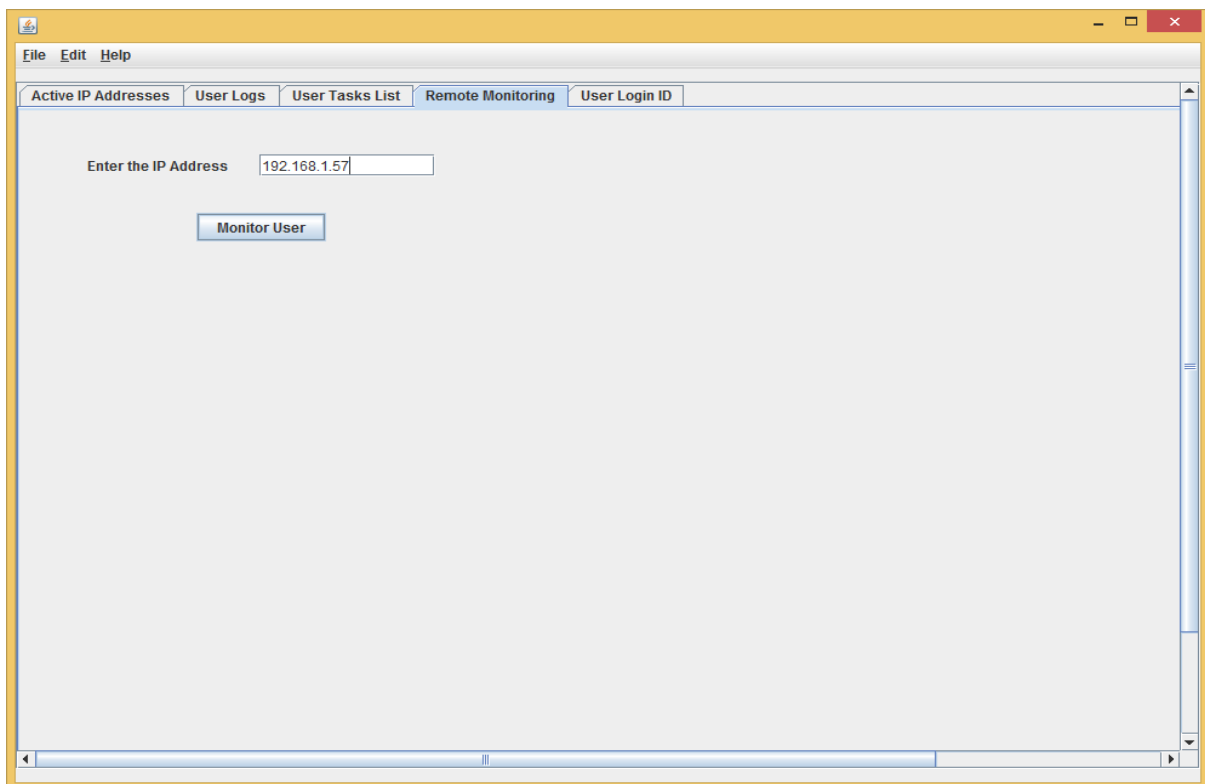 File Edit Help
Active IP Addresses User Logs User Tasks List Remote Monitoring User Login ID
Enter the IP Address 192.168.1.57
Monitor User